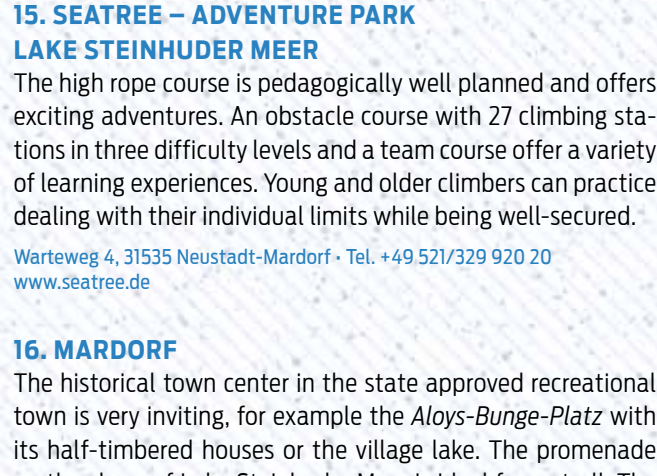 15. SEATREE – ADVENTURE PARK
LAKE STEINHUDER MEER
The high rope course is pedagogically well planned and offers
exciting adventures. An obstacle course with 27 climbing sta-
tions in three difficulty levels and a team course offer a variety
of learning experiences. Young and older climbers can practice
dealing with their individual limits while being well-secured.
Warteweg 4, 31535 Neustadt-Mardorf · Tel. +49 521/329 920 20
www.seatree.de
16. MARDORF
The historical town center in the state approved recreational
town is very inviting, for example the Aloys-Bunge-Platz with
its half-timbered houses or the village lake. The promenade